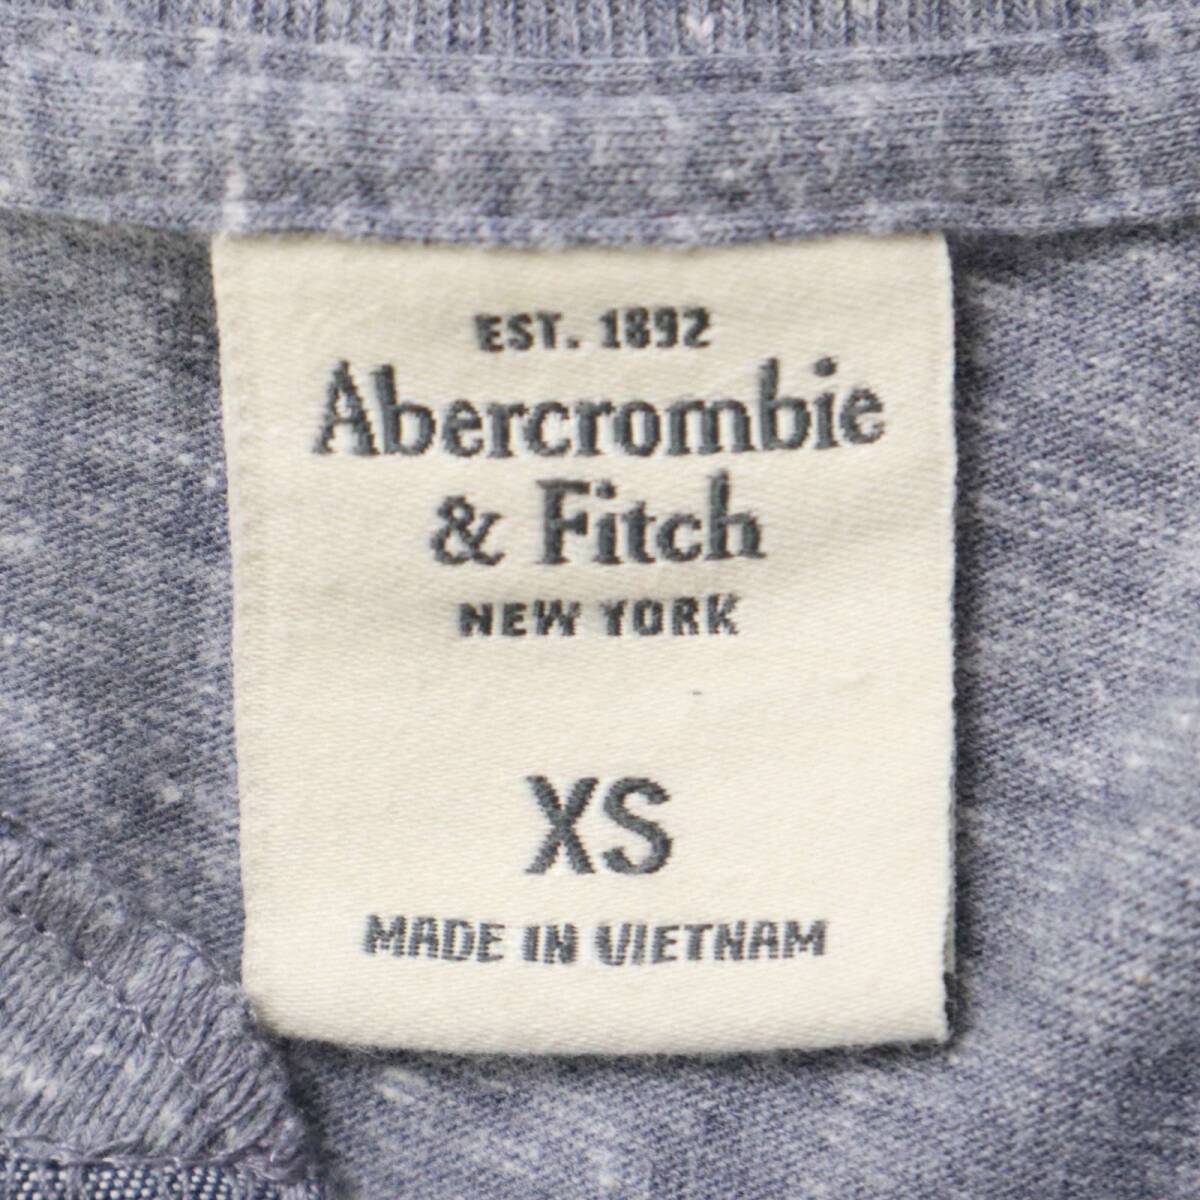 EST. 1892
Abercrombie
& Fitch
NEW YORK
XS
MADE IN VIETNAM